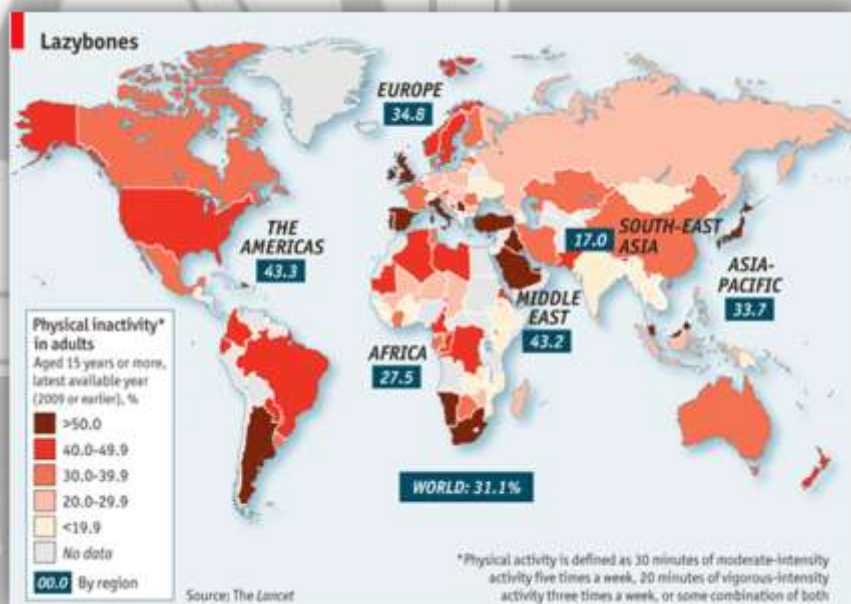 Lazybones
EUROPE
34.8
THE
AMERICAS
43.3
17.0
SOUTH-EAST
ASIA
ASIA-
PACIFIC
33.7
MIDDLE
EAST
43.2
AFRICA
27.5
WORLD: 31.1%
Physical inactivity*
in adults
Aged 15 years or more,
latest available year
(2009 or earlier), %
>50.0
40.0-49.9
30.0-39.9
20.0-29.9
<19.9
No data
00.0 By region
Source: The Lancet
*Physical activity is defined as 30 minutes of moderate-intensity
activity five times a week, 20 minutes of vigorous-intensity
activity three times a week, or some combination of both